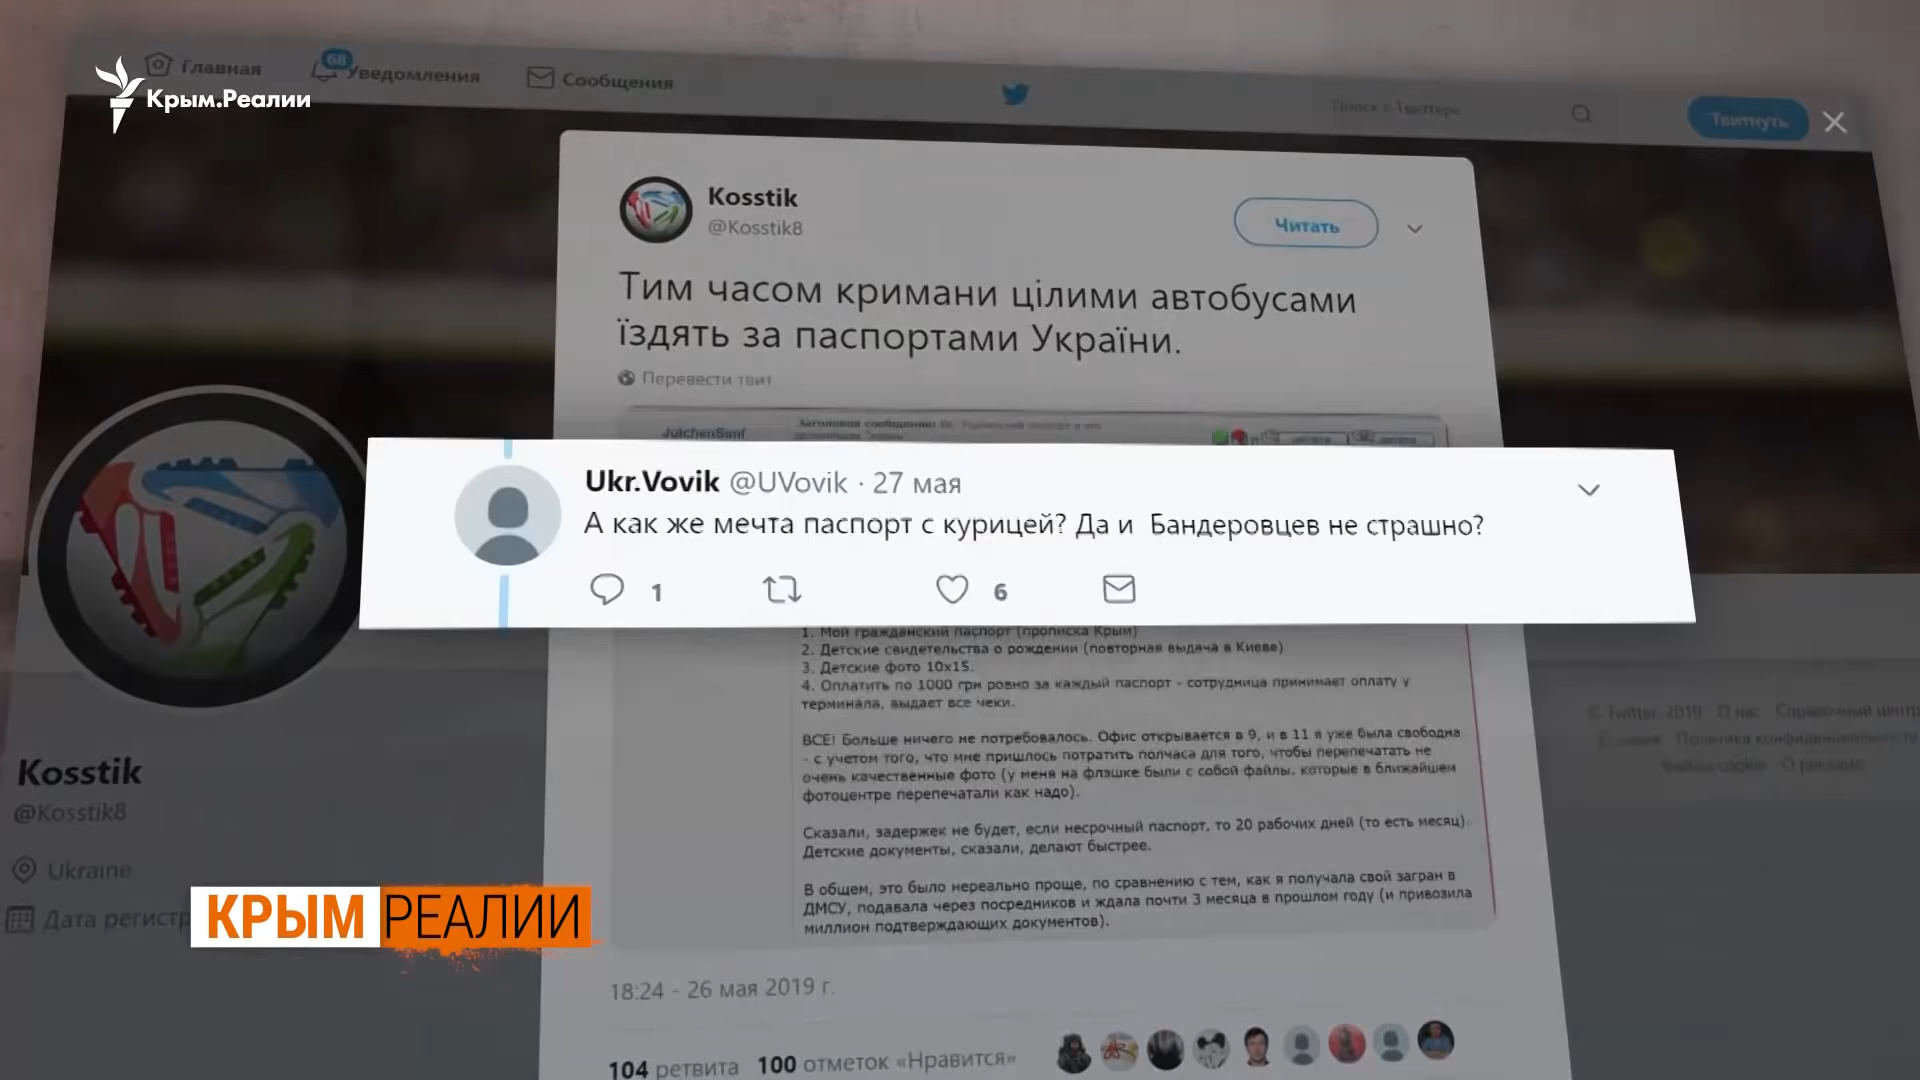 Главная
68
Уведомления
Сообщения
Поиск в Твиттере
Твитнуть
Крым.Реалии
Kosstik
@Kosstik8
Читать
Тим часом кримани цілими автобусами
їздять за паспортами України.
Перевести твит
JulchenSimf
Заголовок сообщения:
цитата
цитата
Ukr.Vovik @UVovik · 27 мая
А как же мечта паспорт с курицей? Да и Бандеровцев не страшно?
1
6
1. Мой гражданский паспорт (прописка Крым)
2. Детские свидетельства о рождении (повторная выдача в Киеве)
3. Детские фото 10х15.
4. Оплатить по 1000 грн ровно за каждый паспорт - сотрудница принимает оплату у
терминала, выдает все чеки.
ВСЕ! Больше ничего не потребовалось. Офис открывается в 9, и в 11 я уже была свободна
- с учетом того, что мне пришлось потратить полчаса для того, чтобы перепечатать не
очень качественные фото (у меня на флэшке были с собой файлы. которые в ближайшем
фотоцентре перепечатали как надо).
Сказали, задержек не будет, если несрочный паспорт, то 20 рабочих дней (то есть месяц).
Детские документы, сказали, делают быстрее.
В общем, это было нереально проще, по сравнению с тем, как я получала свой загран в
ДМСУ, подавала через посредников и ждала почти 3 месяца в прошлом году (и привозила
миллион подтверждающих документов).
18:24 - 26 мая 2019 г.
104 ретвита 100 отметок «Нравится»
Kosstik
@Kosstik8
Ukraine
Дата регистр
КРЫМ РЕАЛИИ
© Twitter, 2019 О нас Справочный центр
Политика конфиденциальности
Файлы cookie О рекламе